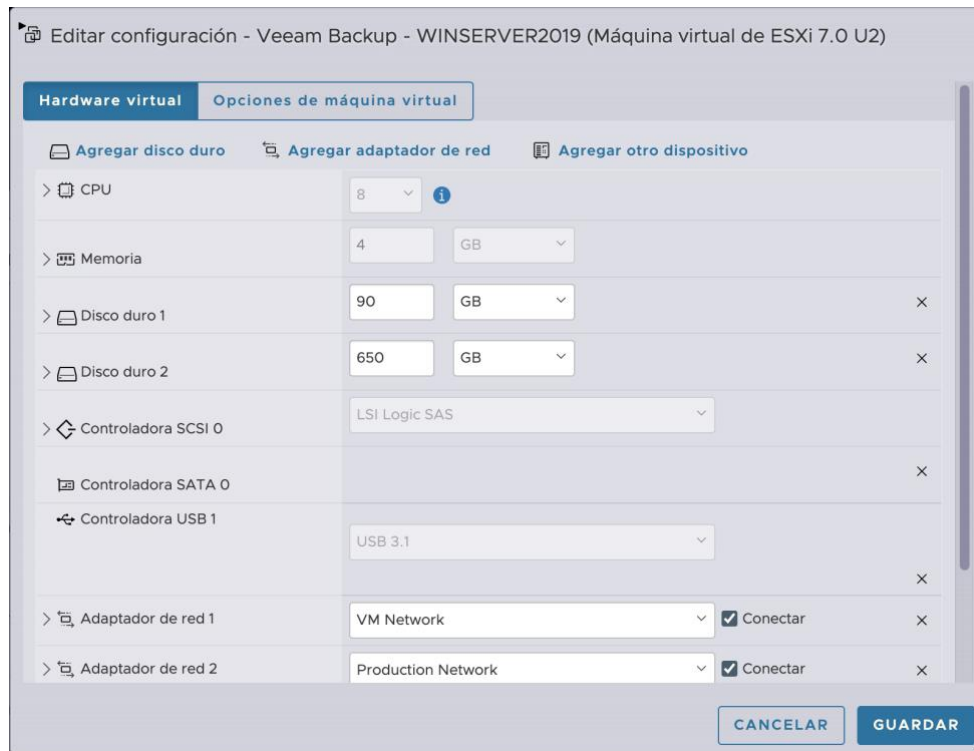 Editar configuración - Veeam Backup - WINSERVER2019 (Máquina virtual de ESXi 7.0 U2)
Hardware virtual Opciones de máquina virtual
Agregar disco duro Agregar adaptador de red Agregar otro dispositivo
CPU 8
Memoria 4 GB
Disco duro 1 90 GB
Disco duro 2 650 GB
Controladora SCSI 0 LSI Logic SAS
Controladora SATA 0
Controladora USB 1
USB 3.1
Adaptador de red 1 VM Network Conectar
Adaptador de red 2 Production Network Conectar
CANCELAR GUARDAR